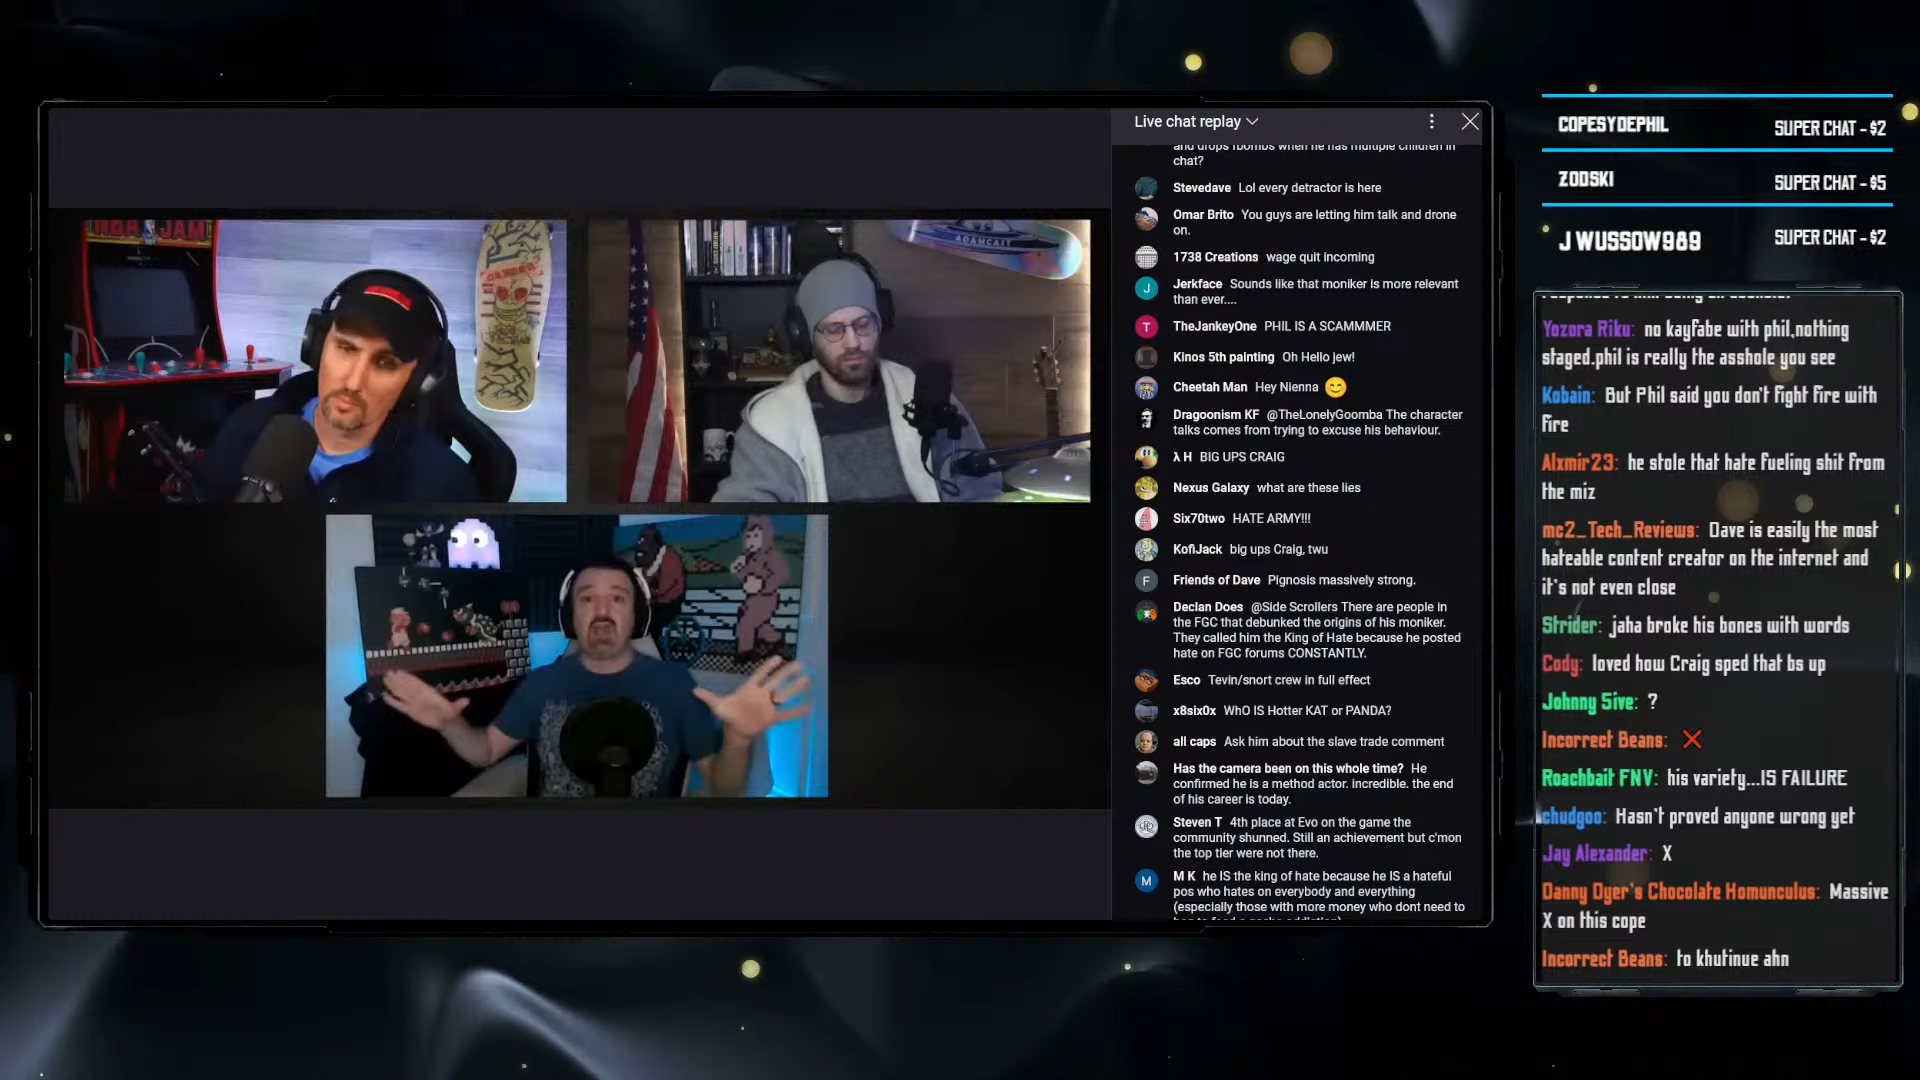 NBA JAM
ADAMCAIT
Live chat replay
and drops fbombs when he has multiple children in
chat?
Stevedave Lol every detractor is here
Omar Brito You guys are letting him talk and drone
on.
1738 Creations wage quit incoming
J
Jerkface Sounds like that moniker is more relevant
than ever....
T
TheJankeyOne PHIL IS A SCAMMMER
Kinos 5th painting Oh Hello jew!
Cheetah Man Hey Nienna 😊
Dragoonism KF @TheLonelyGoomba The character
talks comes from trying to excuse his behaviour.
λ H BIG UPS CRAIG
Nexus Galaxy what are these lies
Six70two HATE ARMY!!!
KofiJack big ups Craig, twu
F
Friends of Dave Pignosis massively strong.
Declan Does @Side Scrollers There are people in
the FGC that debunked the origins of his moniker.
They called him the King of Hate because he posted
hate on FGC forums CONSTANTLY.
Esco Tevin/snort crew in full effect
x8six0x WhO IS Hotter KAT or PANDA?
all caps Ask him about the slave trade comment
Has the camera been on this whole time? He
confirmed he is a method actor. incredible. the end
of his career is today.
Steven T 4th place at Evo on the game the
community shunned. Still an achievement but c'mon
the top tier were not there.
M
M K he IS the king of hate because he IS a hateful
pos who hates on everybody and everything
(especially those with more money who dont need to
COPESYDEPHIL SUPER CHAT - $2
ZODSKI SUPER CHAT - $5
J WUSSOW989 SUPER CHAT - $2
Yozora Riku: no kayfabe with phil,nothing
staged.phil is really the asshole you see
Kobain: But Phil said you don't fight fire with
fire
Alxmir23: he stole that hate fueling shit from
the miz
mc2_Tech_Reviews: Dave is easily the most
hateable content creator on the internet and
it's not even close
Strider: jaha broke his bones with words
Cody: loved how Craig sped that bs up
Johnny 5ive: ?
Incorrect Beans: ❌
Roachbait FNV: his variety...IS FAILURE
chudgoo: Hasn't proved anyone wrong yet
Jay Alexander: X
Danny Dyer's Chocolate Homunculus: Massive
X on this cope
Incorrect Beans: to khutinue ahn